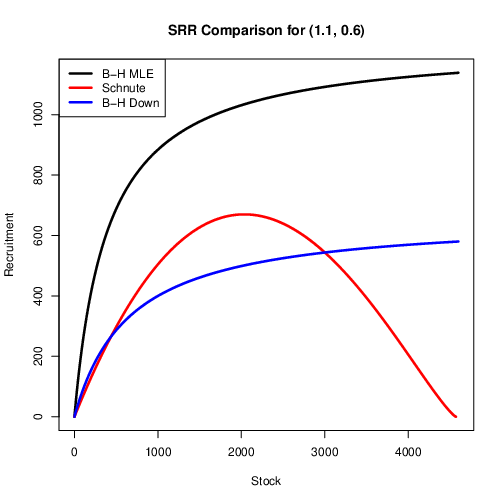 SRR Comparison for (1.1, 0.6)
B−H MLE
Schnute
B−H Down
Recruitment
0
200
400
600
800
1000
0 1000 2000 3000 4000
Stock